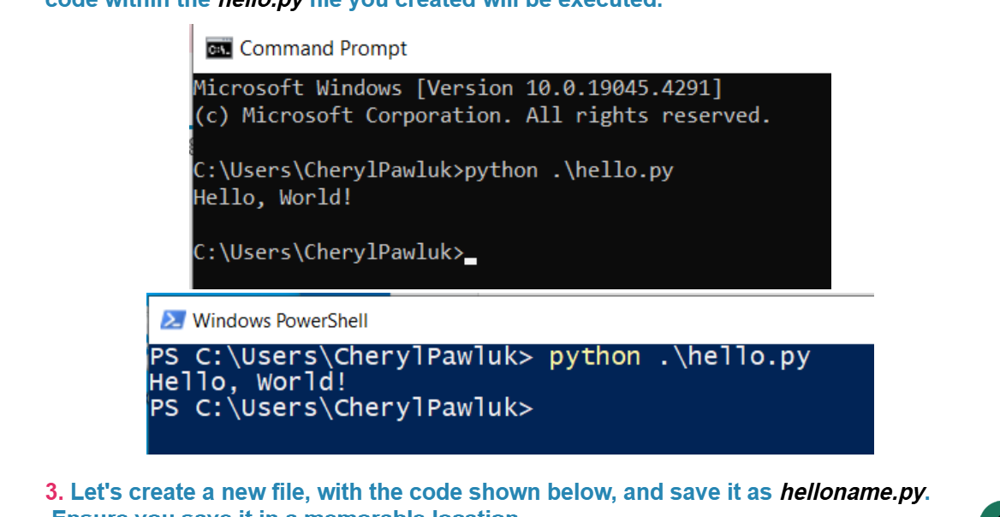 code within the hello.py file you created will be executed.
Command Prompt
Microsoft Windows [Version 10.0.19045.4291]
(c) Microsoft Corporation. All rights reserved.
C:\Users\CherylPawluk>python .\hello.py
Hello, World!
C:\Users\CherylPawluk>
Windows PowerShell
PS C:\Users\CherylPawluk> python .\hello.py
Hello, World!
PS C:\Users\CherylPawluk>
3. Let's create a new file, with the code shown below, and save it as helloname.py.
Ensure you save it in a memorable location